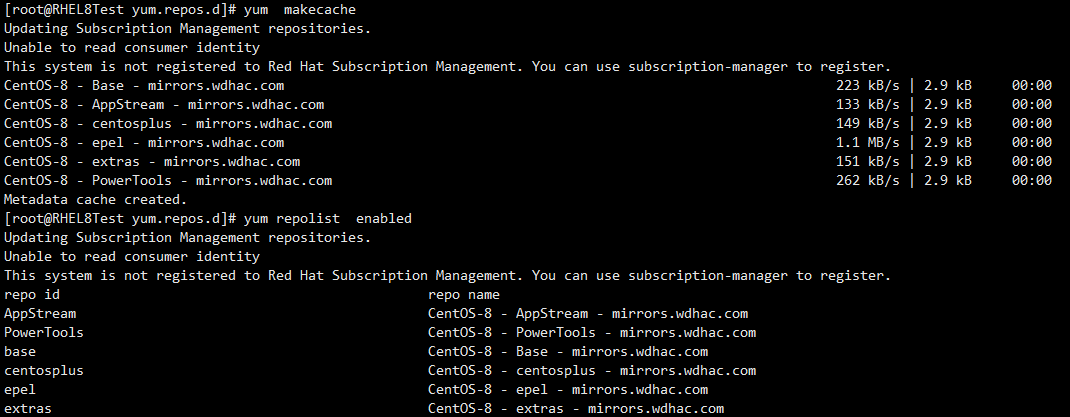 [root@RHEL8Test yum.repos.d]# yum  makecache
Updating Subscription Management repositories.
Unable to read consumer identity
This system is not registered to Red Hat Subscription Management. You can use subscription-manager to register.
CentOS-8 - Base - mirrors.wdhac.com 223 kB/s | 2.9 kB     00:00
CentOS-8 - AppStream - mirrors.wdhac.com 133 kB/s | 2.9 kB     00:00
CentOS-8 - centosplus - mirrors.wdhac.com 149 kB/s | 2.9 kB     00:00
CentOS-8 - epel - mirrors.wdhac.com 1.1 MB/s | 2.9 kB     00:00
CentOS-8 - extras - mirrors.wdhac.com 151 kB/s | 2.9 kB     00:00
CentOS-8 - PowerTools - mirrors.wdhac.com 262 kB/s | 2.9 kB     00:00
Metadata cache created.
[root@RHEL8Test yum.repos.d]# yum repolist  enabled
Updating Subscription Management repositories.
Unable to read consumer identity
This system is not registered to Red Hat Subscription Management. You can use subscription-manager to register.
repo id repo name
AppStream CentOS-8 - AppStream - mirrors.wdhac.com
PowerTools CentOS-8 - PowerTools - mirrors.wdhac.com
base CentOS-8 - Base - mirrors.wdhac.com
centosplus CentOS-8 - centosplus - mirrors.wdhac.com
epel CentOS-8 - epel - mirrors.wdhac.com
extras CentOS-8 - extras - mirrors.wdhac.com